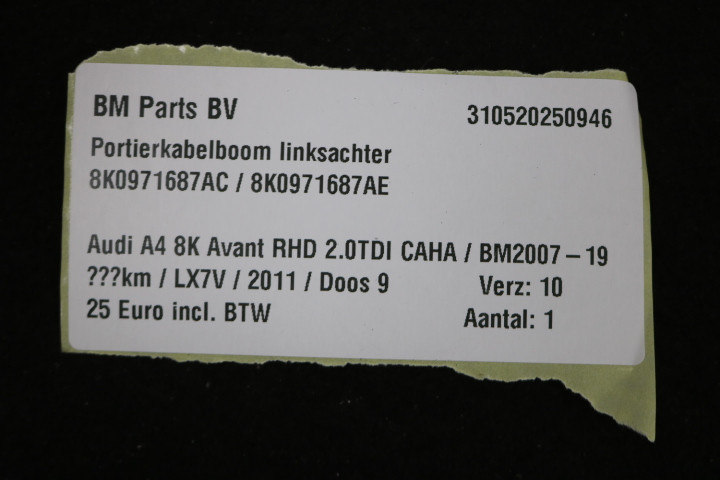 BM Parts BV 310520250946
Portierkabelboom linksachter
8K0971687AC / 8K0971687AE
Audi A4 8K Avant RHD 2.0TDI CAHA / BM2007-19
???km / LX7V / 2011 / Doos 9 Verz: 10
25 Euro incl. BTW Aantal: 1